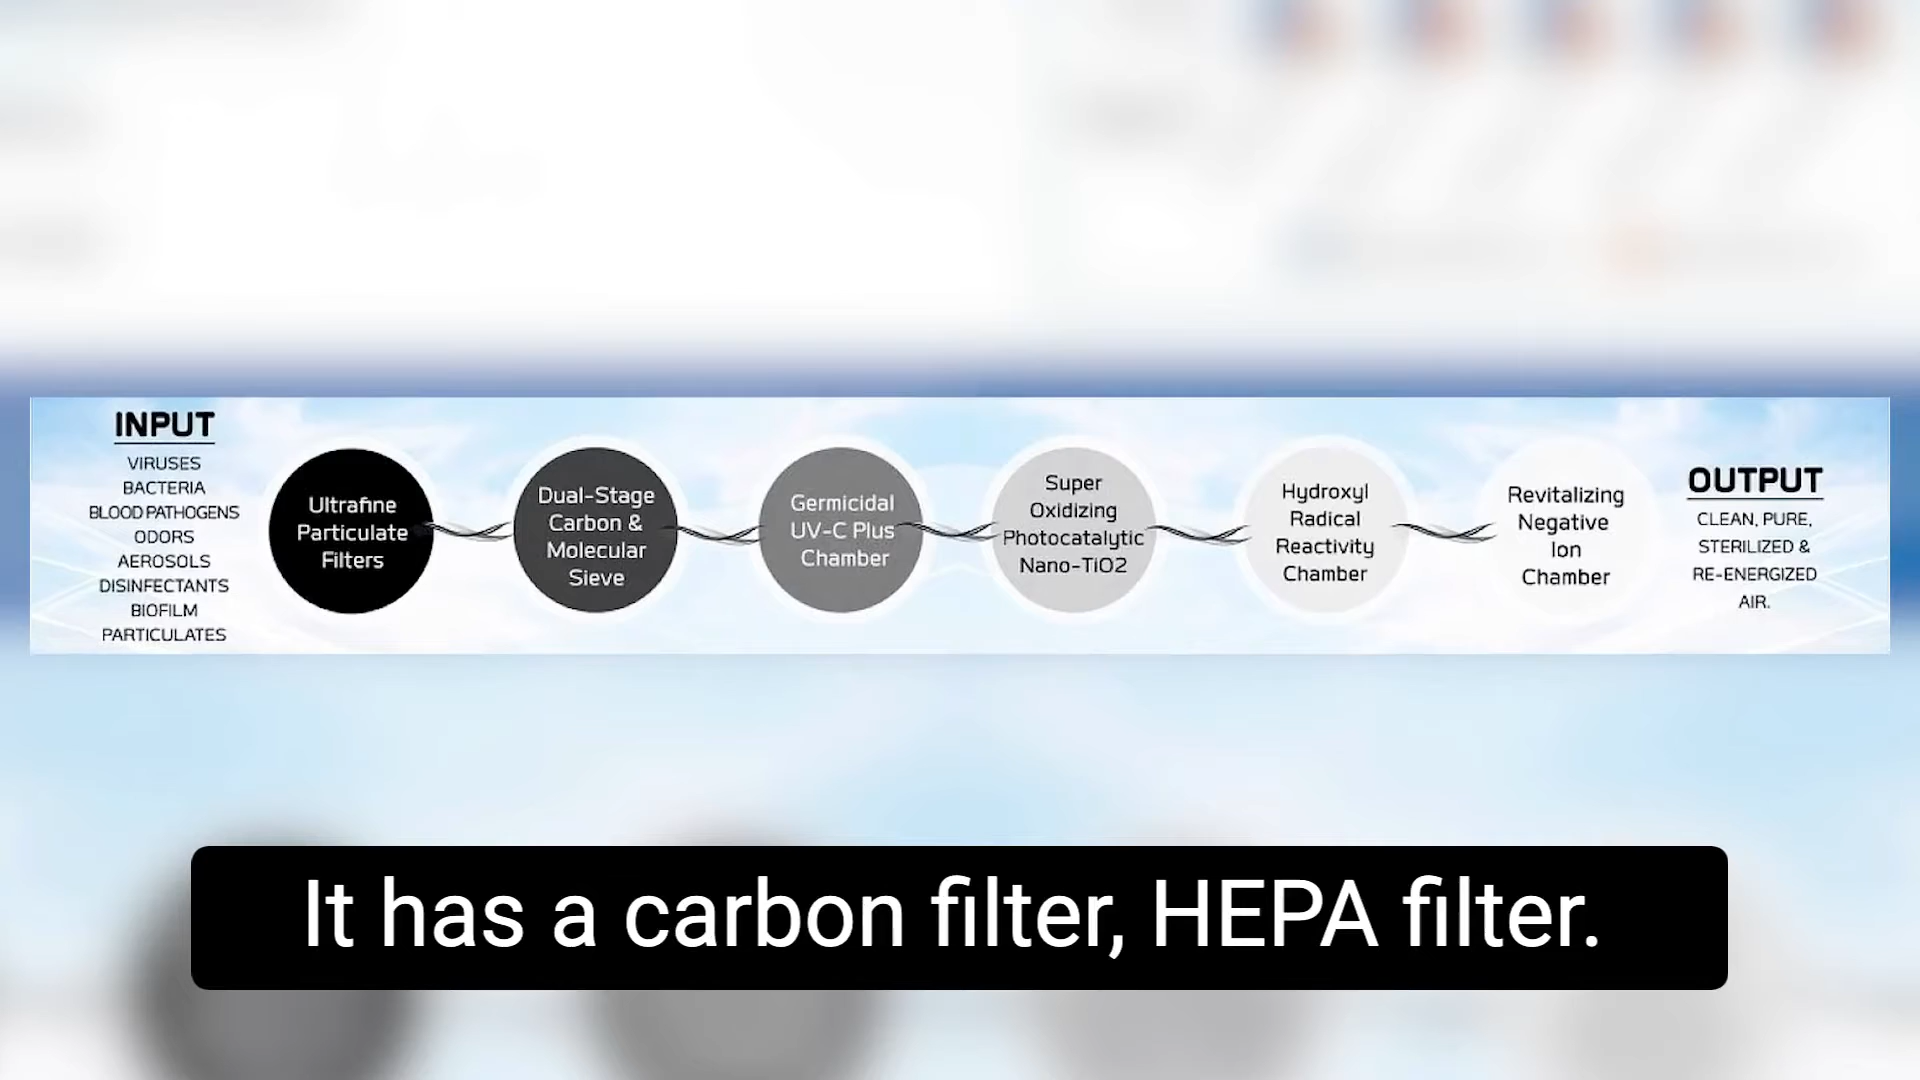 INPUT
VIRUSES
BACTERIA
BLOOD PATHOGENS
ODORS
AEROSOLS
DISINFECTANTS
BIOFILM
PARTICULATES
Ultrafine
Particulate
Filters
Dual-Stage
Carbon &
Molecular
Sieve
Germicidal
UV-C Plus
Chamber
Super
Oxidizing
Photocatalytic
Nano-TiO2
Hydroxyl
Radical
Reactivity
Chamber
Revitalizing
Negative
Ion
Chamber
OUTPUT
CLEAN, PURE,
STERILIZED &
RE-ENERGIZED
AIR.
It has a carbon filter, HEPA filter.